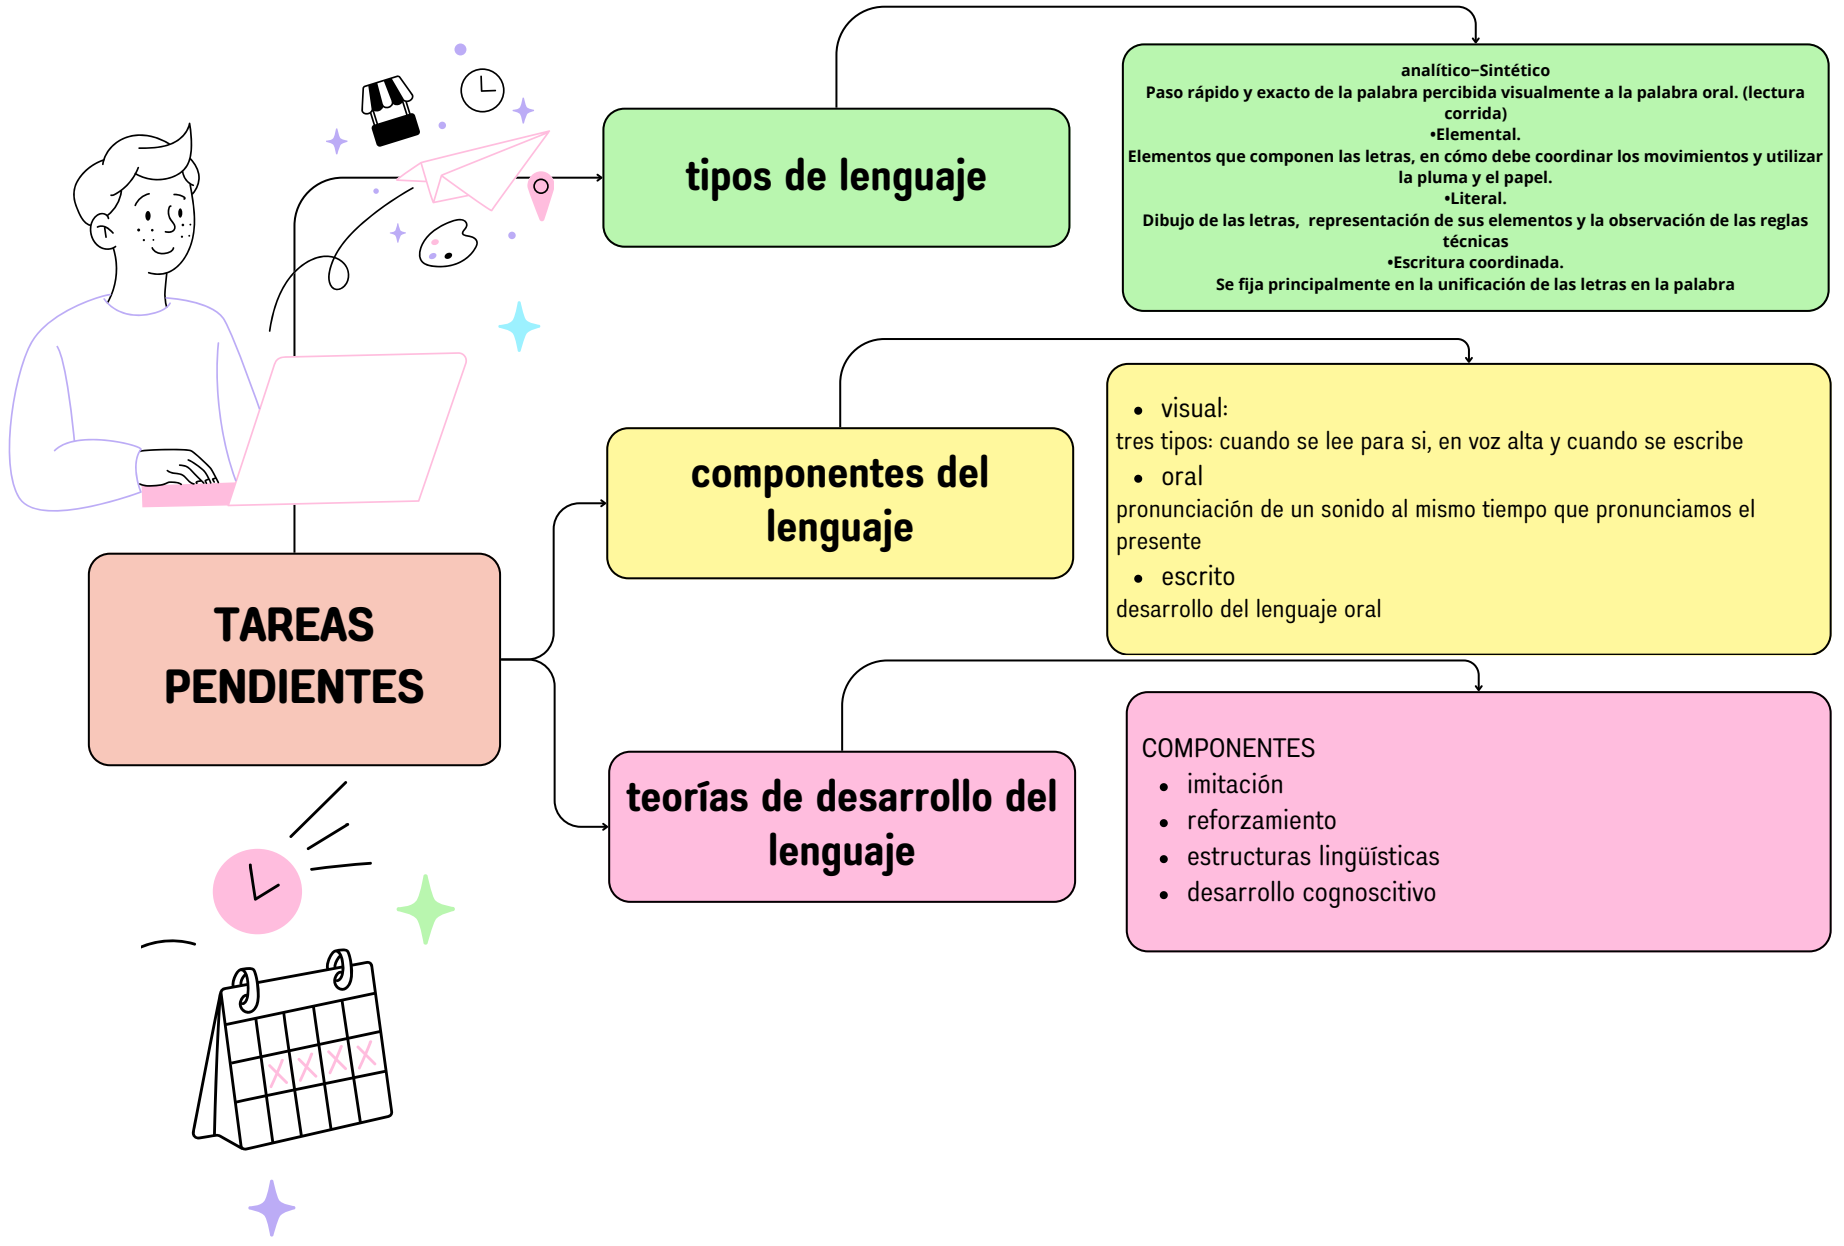 tipos de lenguaje
analítico–Sintético
Paso rápido y exacto de la palabra percibida visualmente a la palabra oral. (lectura
corrida)
•Elemental.
Elementos que componen las letras, en cómo debe coordinar los movimientos y utilizar
la pluma y el papel.
•Literal.
Dibujo de las letras, representación de sus elementos y la observación de las reglas
técnicas
•Escritura coordinada.
Se fija principalmente en la unificación de las letras en la palabra
componentes del
lenguaje
• visual:
tres tipos: cuando se lee para si, en voz alta y cuando se escribe
• oral
pronunciación de un sonido al mismo tiempo que pronunciamos el
presente
• escrito
desarrollo del lenguaje oral
TAREAS
PENDIENTES
teorías de desarrollo del
lenguaje
COMPONENTES
• imitación
• reforzamiento
• estructuras lingüísticas
• desarrollo cognoscitivo